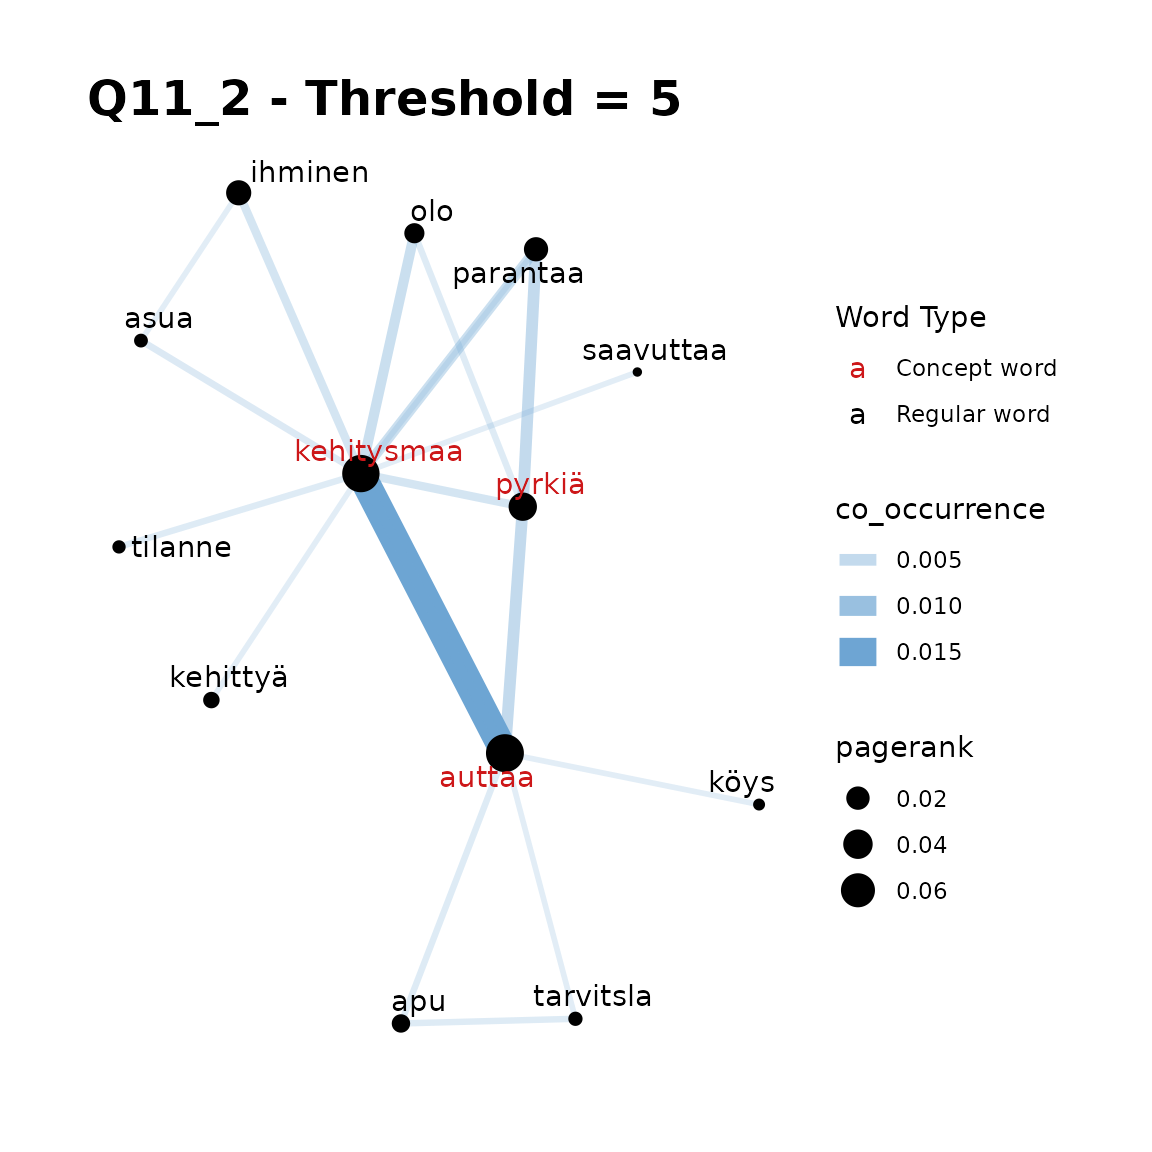 Q11_2 - Threshold = 5
ihminen
olo
parantaa
asua
saavuttaa
kehitysmaa
pyrkiä
tilanne
kehittyä
auttaa
köys
apu
tarvitsla
Word Type
a Concept word
a Regular word
co_occurrence
0.005
0.010
0.015
pagerank
0.02
0.04
0.06